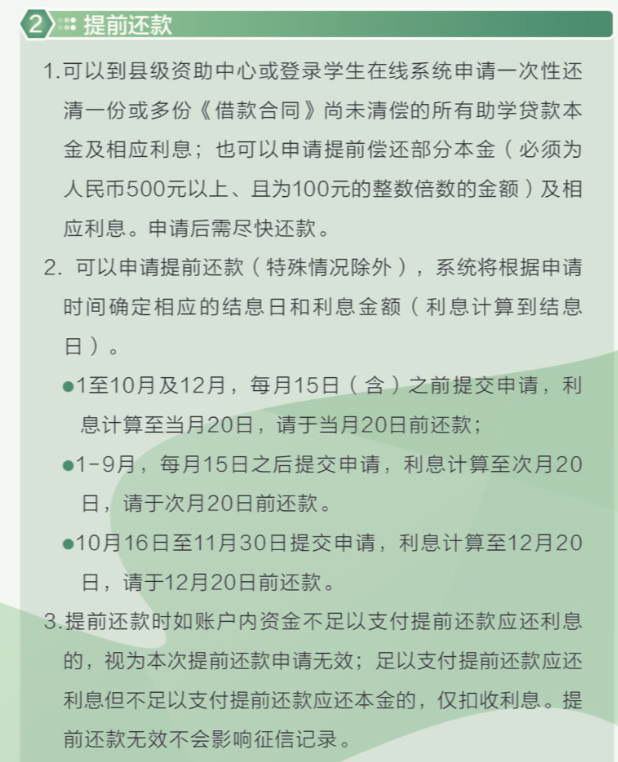 2 提前还款
1.可以到县级资助中心或登录学生在线系统申请一次性还
清一份或多份《借款合同》尚未清偿的所有助学贷款本
金及相应利息；也可以申请提前偿还部分本金（必须为
人民币500元以上、且为100元的整数倍数的金额）及相
应利息。申请后需尽快还款。
2. 可以申请提前还款（特殊情况除外），系统将根据申请
时间确定相应的结息日和利息金额（利息计算到结息
日）。
●1至10月及12月，每月15日（含）之前提交申请，利
息计算至当月20日，请于当月20日前还款；
●1-9月，每月15日之后提交申请，利息计算至次月20
日，请于次月20日前还款。
●10月16日至11月30日提交申请，利息计算至12月20
日，请于12月20日前还款。
3.提前还款时如账户内资金不足以支付提前还款应还利息
的，视为本次提前还款申请无效；足以支付提前还款应还
利息但不足以支付提前还款应还本金的，仅扣收利息。提
前还款无效不会影响征信记录。